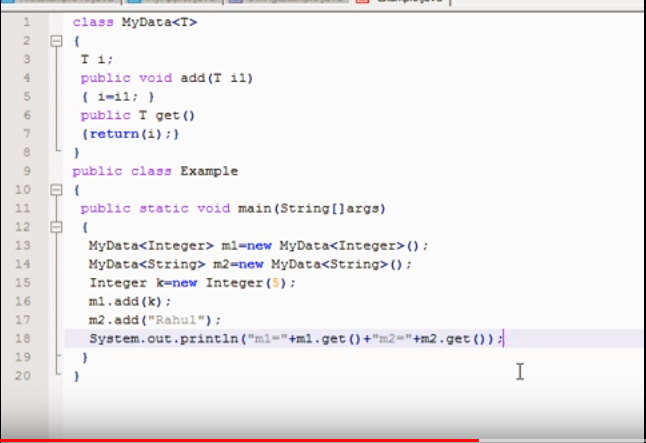 1 class MyData<T>
2 {
3 T i;
4 public void add(T i1)
5 { i=i1; }
6 public T get()
7 {return(i);}
8 }
9 public class Example
10 {
11 public static void main(String[]args)
12 {
13 MyData<Integer> m1=new MyData<Integer>();
14 MyData<String> m2=new MyData<String>();
15 Integer k=new Integer(5);
16 m1.add(k);
17 m2.add("Rahul");
18 System.out.println("m1="+m1.get()+"m2="+m2.get());
19 }
20 }